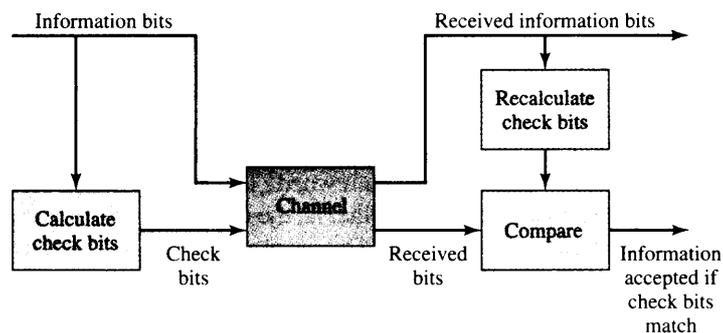 Information bits
Received information bits
Recalculate
check bits
Channel
Calculate
check bits
Compare
Check
bits
Received
bits
Information
accepted if
check bits
match